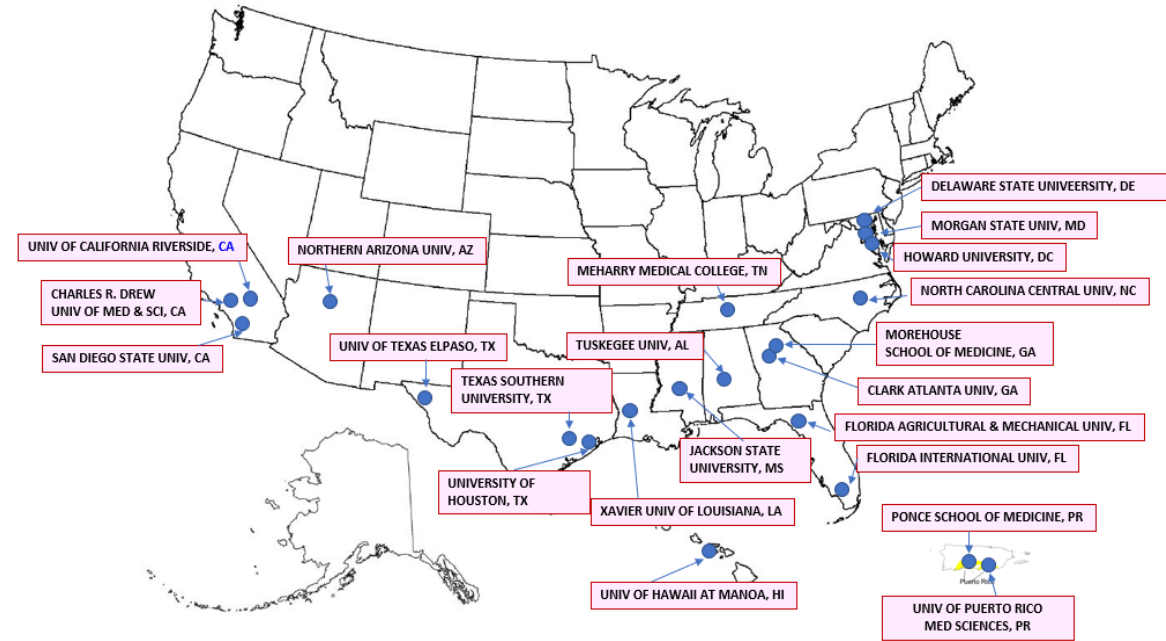 DELAWARE STATE UNIVEERSITY, DE
MORGAN STATE UNIV, MD
UNIV OF CALIFORNIA RIVERSIDE, CA
NORTHERN ARIZONA UNIV, AZ
HOWARD UNIVERSITY, DC
MEHARRY MEDICAL COLLEGE, TN
CHARLES R. DREW
UNIV OF MED & SCI, CA
NORTH CAROLINA CENTRAL UNIV, NC
SAN DIEGO STATE UNIV, CA
UNIV OF TEXAS ELPASO, TX
TUSKEGEE UNIV, AL
MOREHOUSE
SCHOOL OF MEDICINE, GA
TEXAS SOUTHERN
UNIVERSITY, TX
CLARK ATLANTA UNIV, GA
FLORIDA AGRICULTURAL & MECHANICAL UNIV, FL
JACKSON STATE
UNIVERSITY, MS
FLORIDA INTERNATIONAL UNIV, FL
UNIVERSITY OF
HOUSTON, TX
XAVIER UNIV OF LOUISIANA, LA
PONCE SCHOOL OF MEDICINE, PR
UNIV OF HAWAII AT MANOA, HI
Puerto Rico
UNIV OF PUERTO RICO
MED SCIENCES, PR